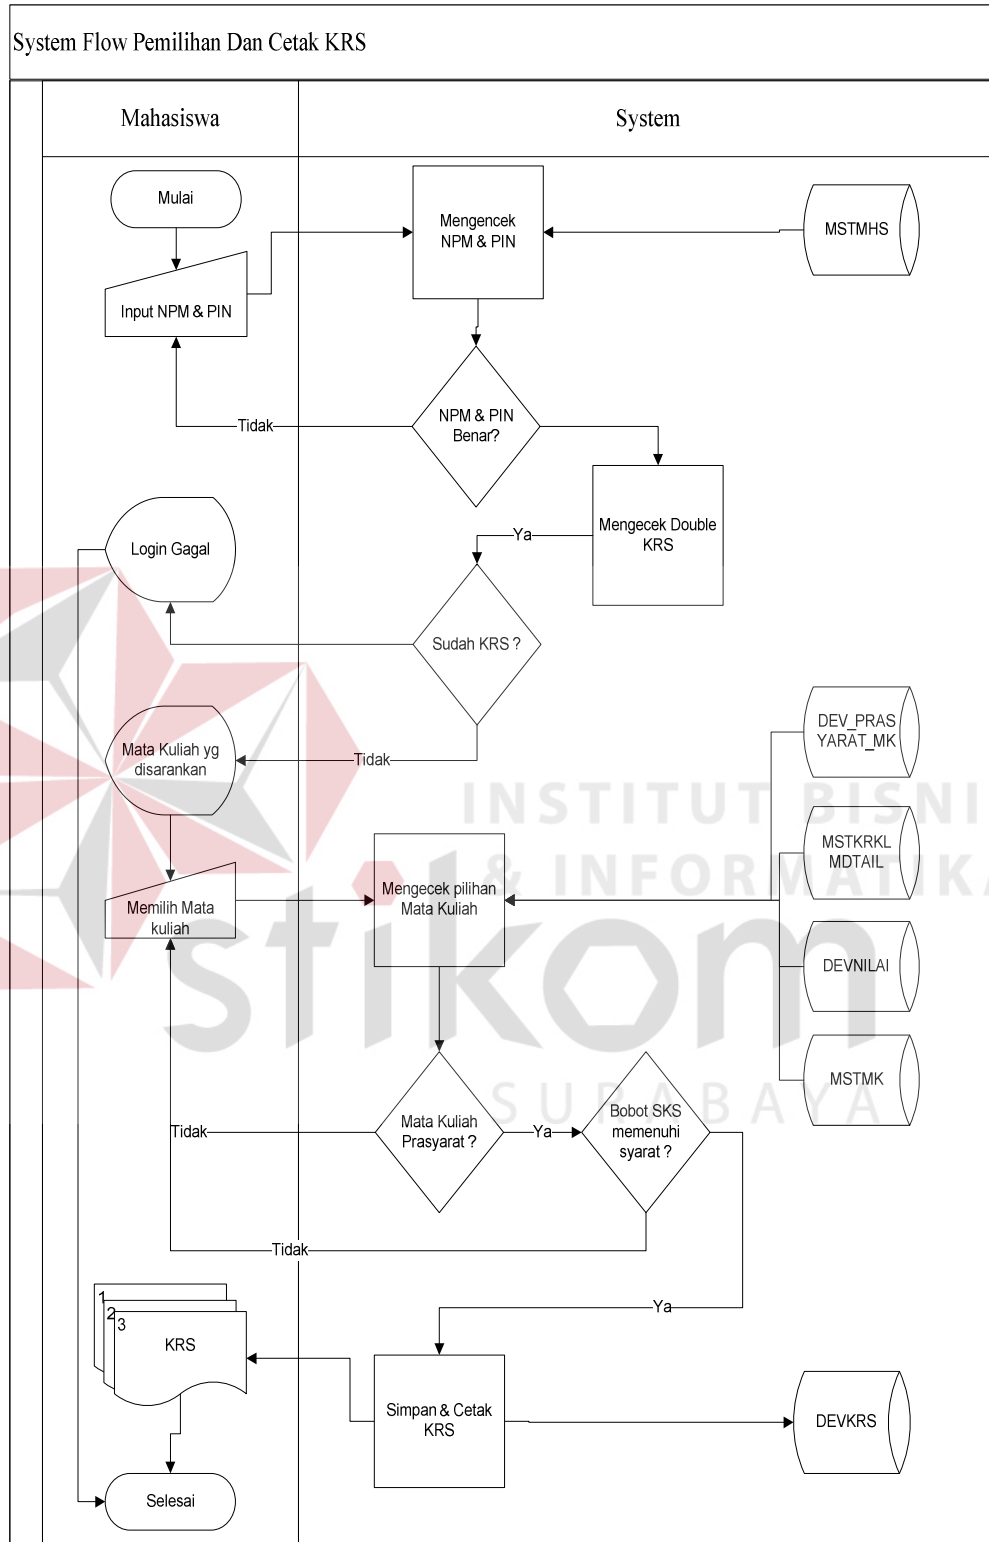 System Flow Pemilihan Dan Cetak KRS
Mahasiswa
System
Mulai
Mengencek
NPM & PIN
MSTMHS
Input NPM & PIN
NPM & PIN
Benar?
Tidak
Mengecek Double
KRS
Ya
Login Gagal
Sudah KRS ?
Mata Kuliah yg
disarankan
Tidak
DEV_PRAS
YARAT_MK
INSTITUT BISNI
& INFORMATIKA
stikom
SURABAYA
MSTKRKL
MDTAIL
Memilih Mata
kuliah
Mengecek pilihan
Mata Kuliah
DEVNILAI
MSTMK
Tidak
Mata Kuliah
Prasyarat ?
Ya
Bobot SKS
memenuhi
syarat ?
Tidak
Ya
1
2
3
KRS
Simpan & Cetak
KRS
DEVKRS
Selesai